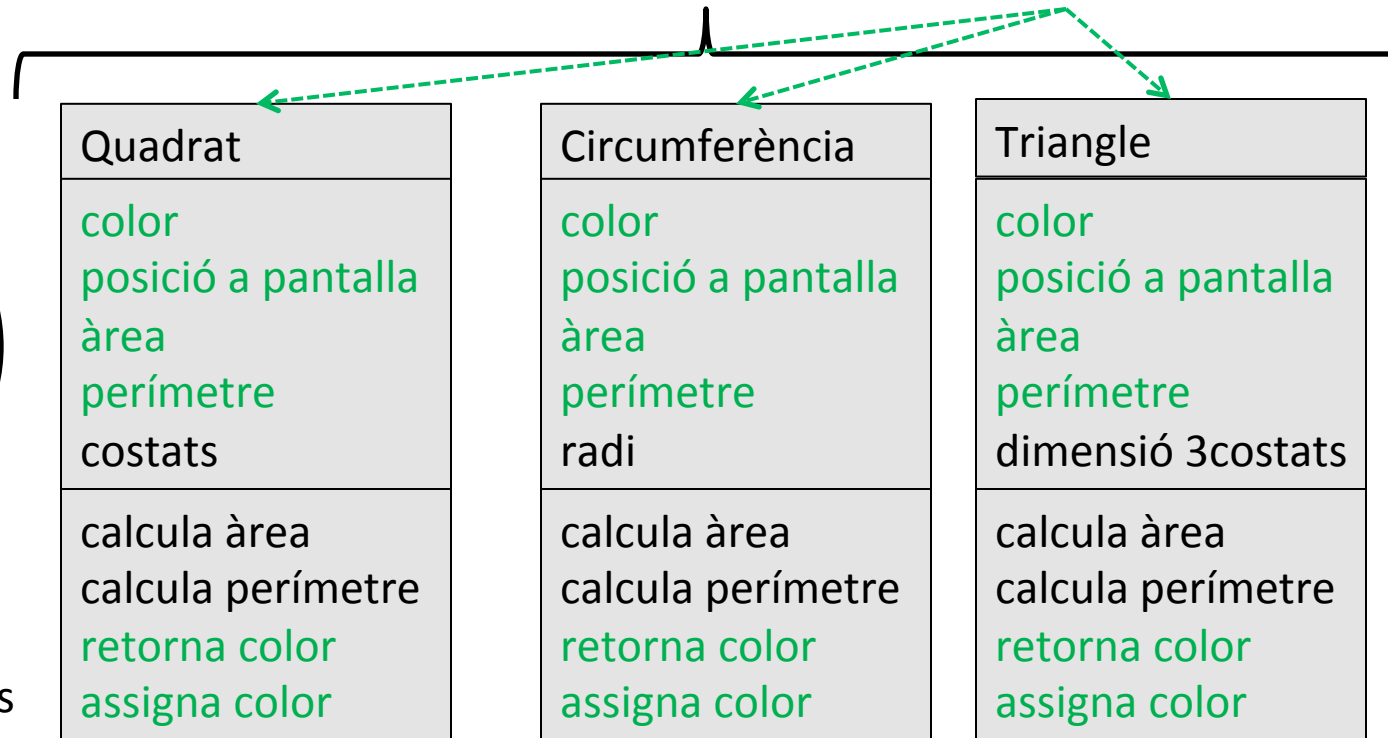 Quadrat
color
posició a pantalla
àrea
perímetre
costats
calcula àrea
calcula perímetre
retorna color
assigna color
Circumferència
color
posició a pantalla
àrea
perímetre
radi
calcula àrea
calcula perímetre
retorna color
assigna color
Triangle
color
posició a pantalla
àrea
perímetre
dimensió 3costats
calcula àrea
calcula perímetre
retorna color
assigna color